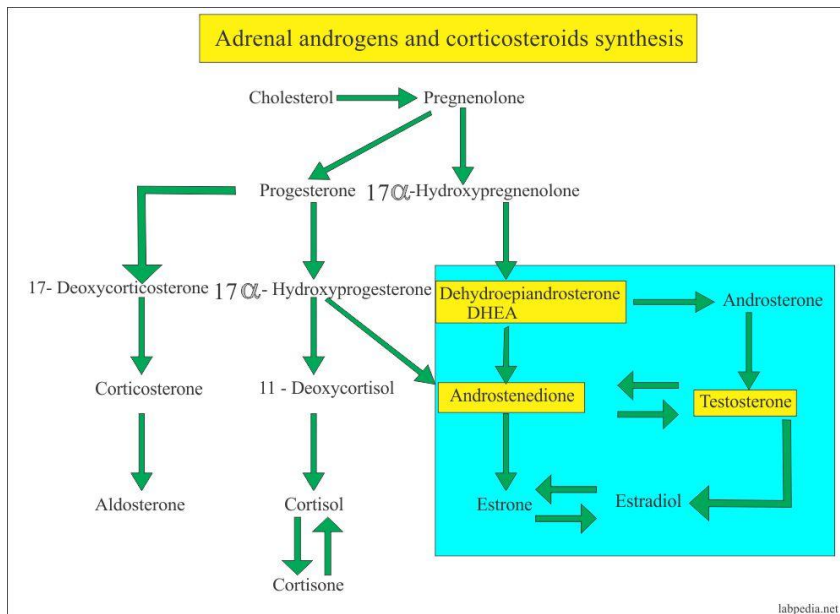 Adrenal androgens and corticosteroids synthesis
Cholesterol
Pregnenolone
Progesterone
17α-Hydroxypregnenolone
17- Deoxycorticosterone
17α- Hydroxyprogesterone
Dehydroepiandrosterone
DHEA
Androsterone
Corticosterone
11 - Deoxycortisol
Androstenedione
Testosterone
Aldosterone
Cortisol
Estrone
Estradiol
Cortisone
labpedia.net